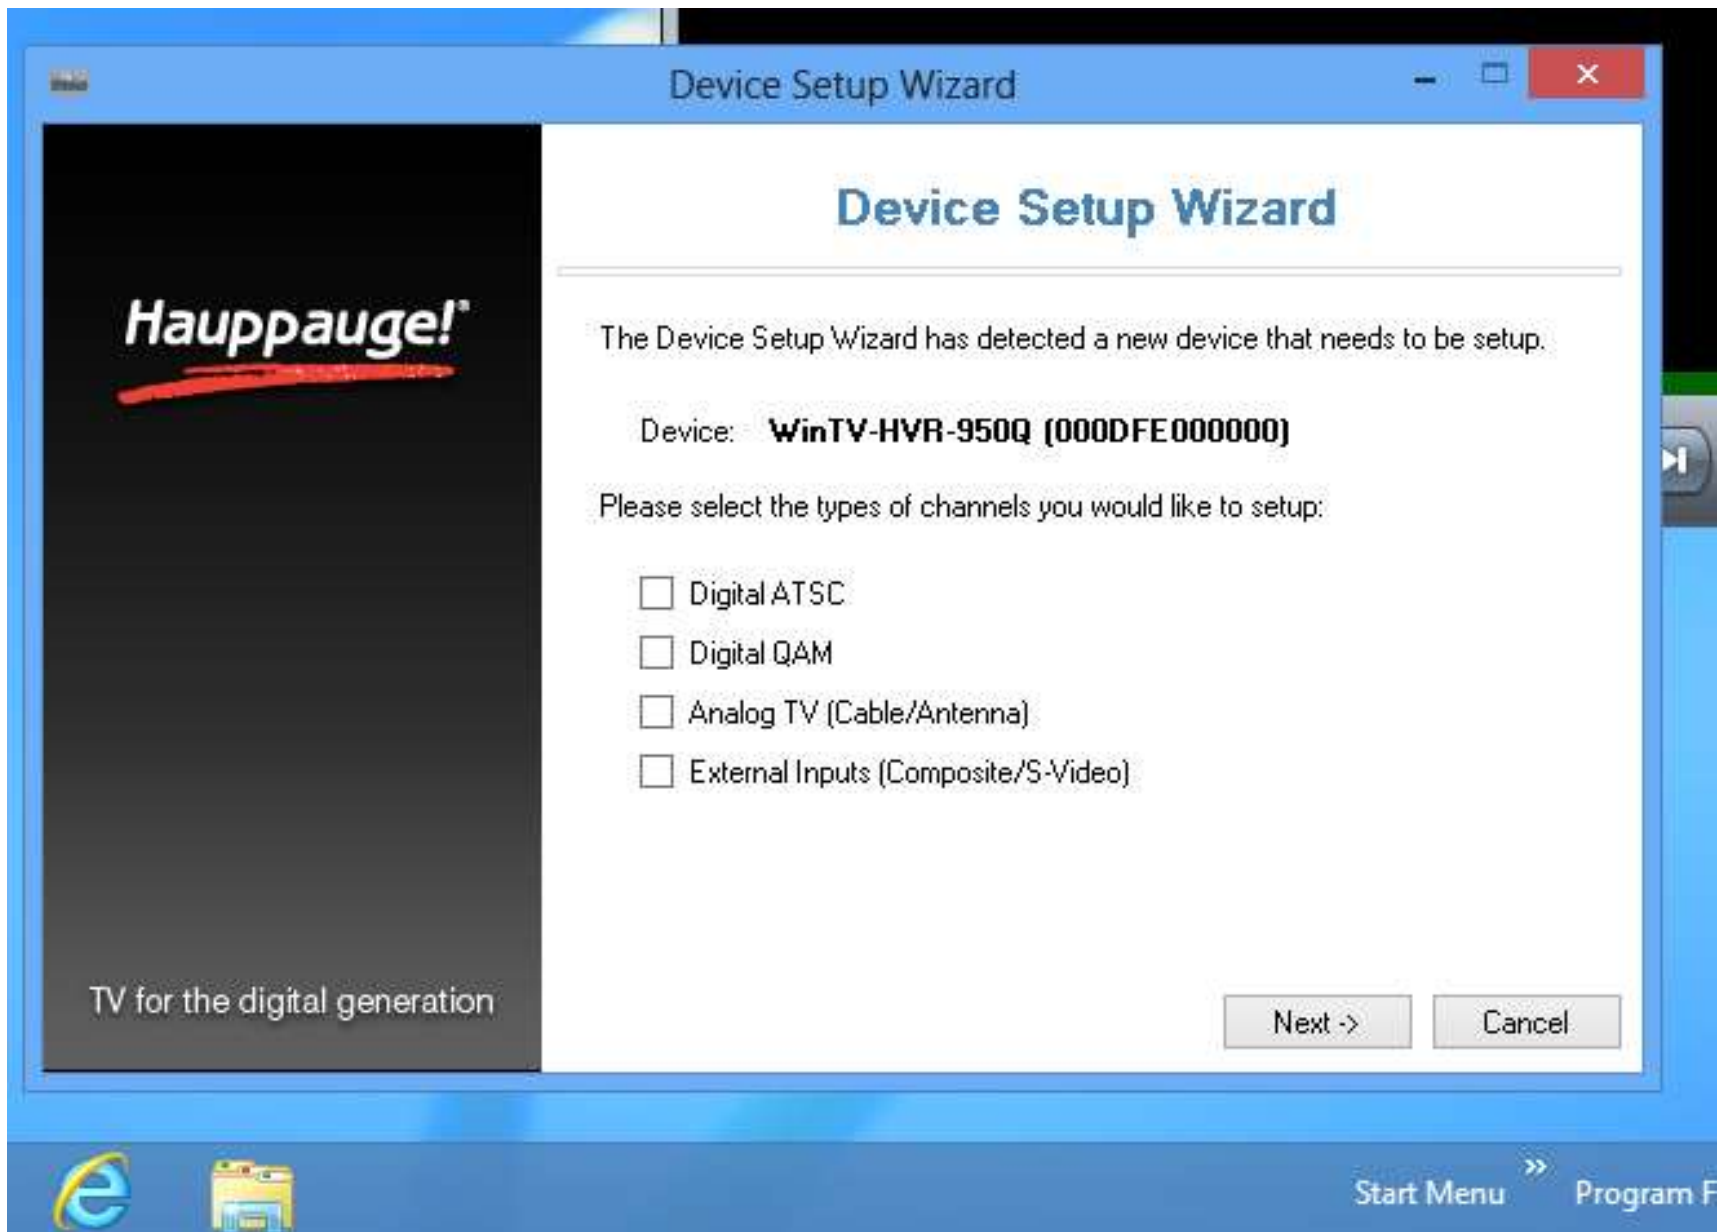 Device Setup Wizard
Device Setup Wizard
Hauppauge!®
The Device Setup Wizard has detected a new device that needs to be setup.
Device: WinTV-HVR-950Q (000DFE000000)
Please select the types of channels you would like to setup:
Digital ATSC
Digital QAM
Analog TV (Cable/Antenna)
External Inputs (Composite/S-Video)
TV for the digital generation
Next ->
Cancel
Start Menu
»
Program F